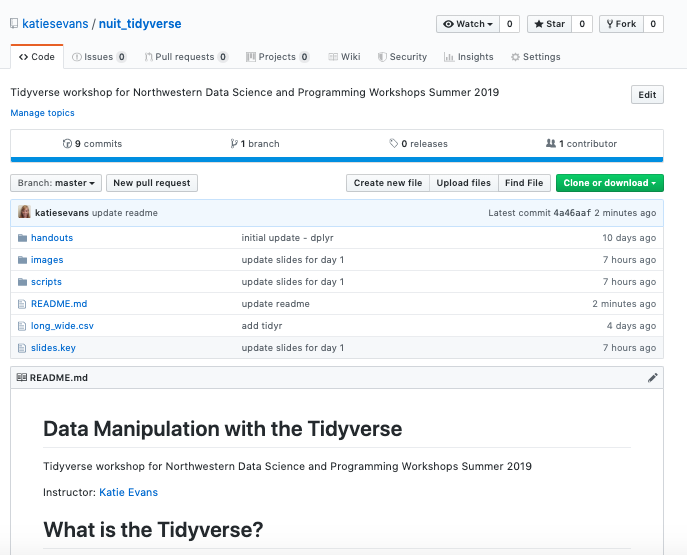 katiesevans / nuit_tidyverse
Watch 0 Star 0 Fork 0
Code Issues 0 Pull requests 0 Projects 0 Wiki Security Insights Settings
Tidyverse workshop for Northwestern Data Science and Programming Workshops Summer 2019 Edit
Manage topics
9 commits 1 branch 0 releases 1 contributor
Branch: master New pull request Create new file Upload files Find File Clone or download
katiesevans update readme Latest commit 4a46aaf 2 minutes ago
handouts initial update - dplyr 10 days ago
images update slides for day 1 7 hours ago
scripts update slides for day 1 7 hours ago
README.md update readme 2 minutes ago
long_wide.csv add tidyr 4 days ago
slides.key update slides for day 1 7 hours ago
README.md
Data Manipulation with the Tidyverse
Tidyverse workshop for Northwestern Data Science and Programming Workshops Summer 2019
Instructor: Katie Evans
What is the Tidyverse?